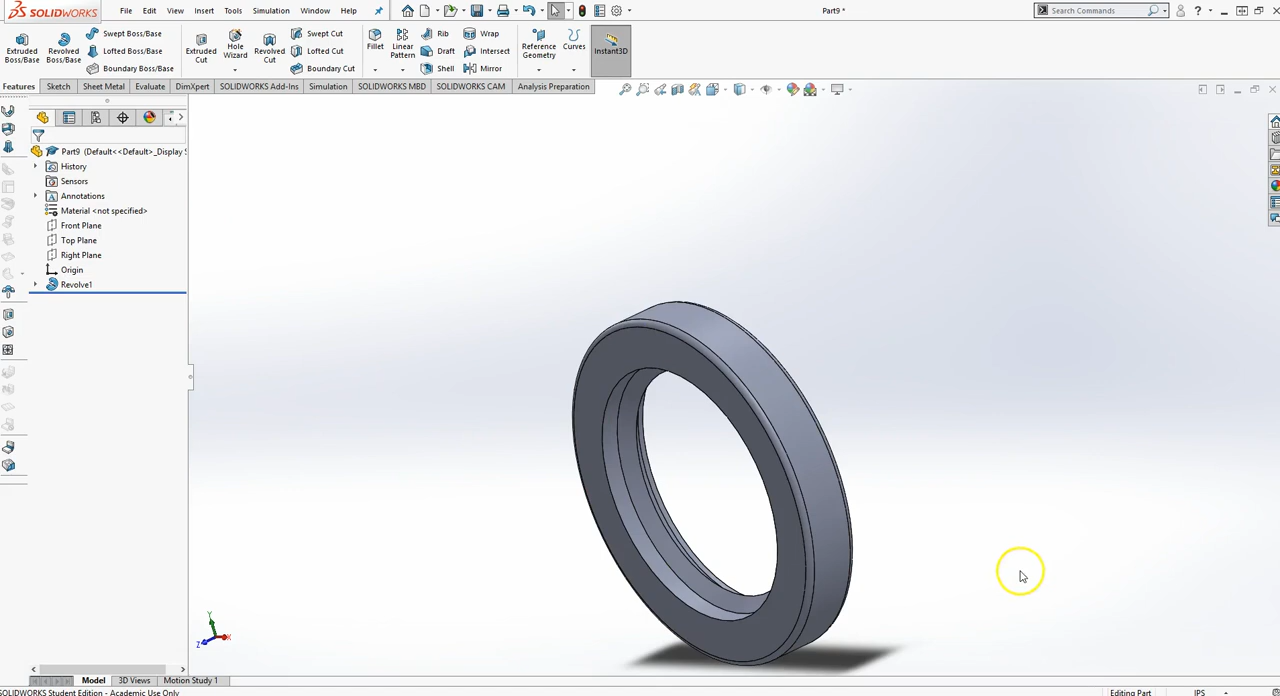 SOLIDWORKS File Edit View Insert Tools Simulation Window Help Part9 * Search Commands ?
Extruded Boss/Base Revolved Boss/Base Swept Boss/Base Lofted Boss/Base Boundary Boss/Base Extruded Cut Hole Wizard Revolved Cut Swept Cut Lofted Cut Boundary Cut Fillet Linear Pattern Rib Draft Shell Wrap Intersect Mirror Reference Geometry Curves Instant3D
Features Sketch Sheet Metal Evaluate DimXpert SOLIDWORKS Add-Ins Simulation SOLIDWORKS MBD SOLIDWORKS CAM Analysis Preparation
Part9 (Default<<Default>_Display S
History
Sensors
Annotations
Material <not specified>
Front Plane
Top Plane
Right Plane
Origin
Revolve1
Y
Z X
Model 3D Views Motion Study 1
SOLIDWORKS Student Edition - Academic Use Only Editing Part IPS